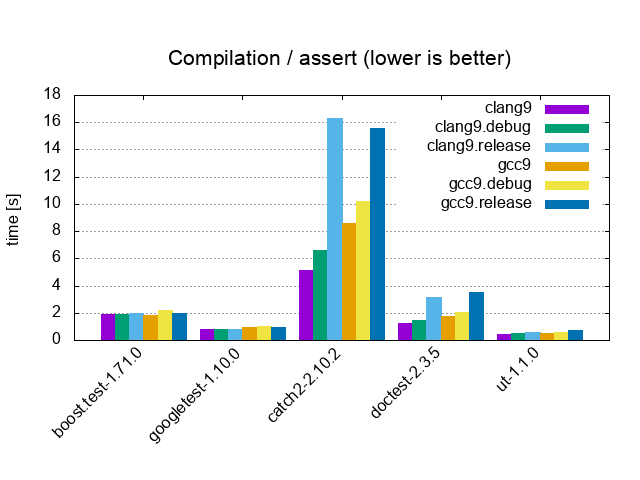 Compilation / assert (lower is better)
time [s]
18
16
14
12
10
8
6
4
2
0
clang9
clang9.debug
clang9.release
gcc9
gcc9.debug
gcc9.release
boost.test-1.71.0
googletest-1.10.0
catch2-2.10.2
doctest-2.3.5
ut-1.1.0